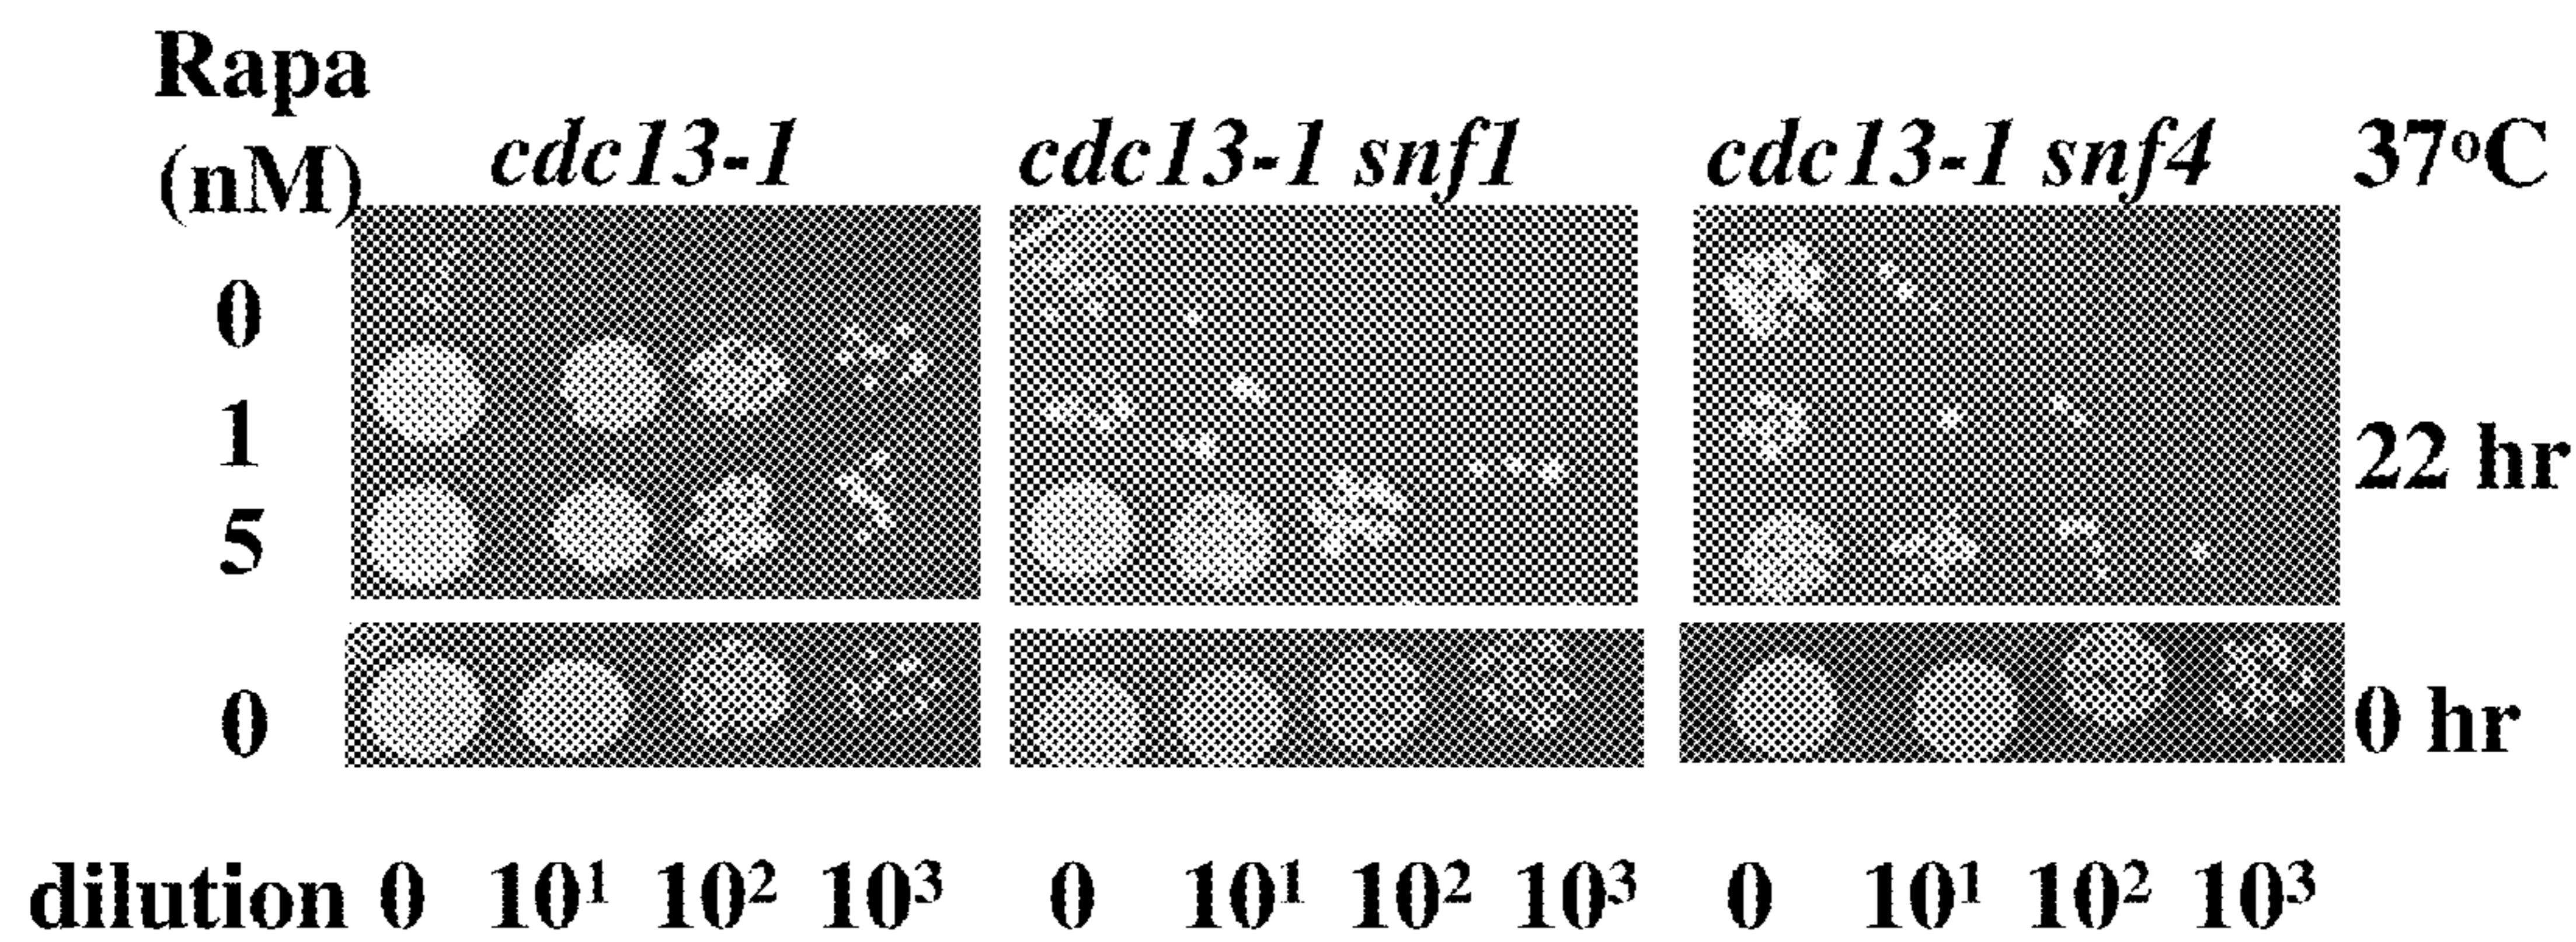 Rapa
(nM)
cdc13-1 cdc13-1 snf1 cdc13-1 snf4 37°C
0
1
22 hr
5
0
0 hr
dilution 0 10¹ 10² 10³ 0 10¹ 10² 10³ 0 10¹ 10² 10³